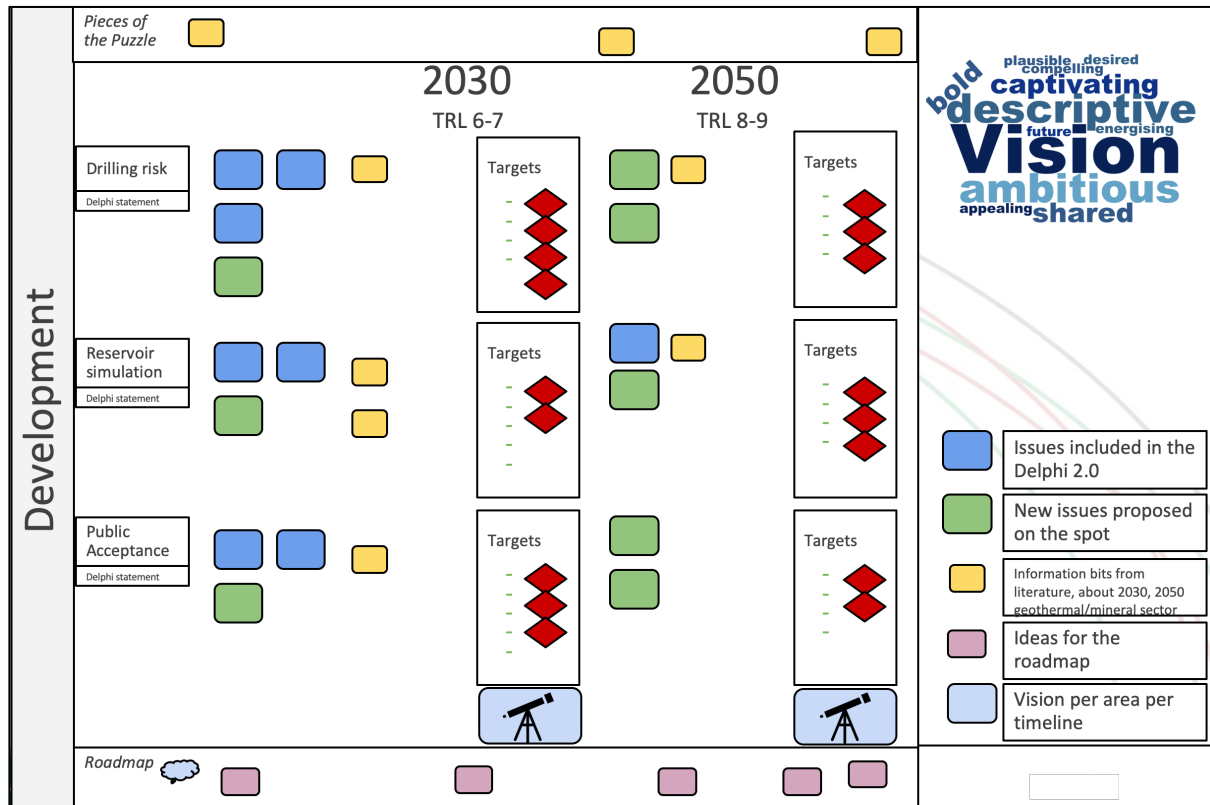 Pieces of
the Puzzle
2030
2050
TRL 6-7
TRL 8-9
Development
Drilling risk
Delphi statement
Targets
-
-
-
-
Targets
-
-
-
-
Reservoir
simulation
Delphi statement
Targets
-
-
-
-
-
Targets
-
-
-
-
Public
Acceptance
Delphi statement
Targets
-
-
-
-
-
Targets
-
-
-
-
Roadmap
plausible desired
compelling
bold
captivating
descriptive
future energising
Vision
ambitious
appealing shared
Issues included in the
Delphi 2.0
New issues proposed
on the spot
Information bits from
literature, about 2030, 2050
geothermal/mineral sector
Ideas for the
roadmap
Vision per area per
timeline